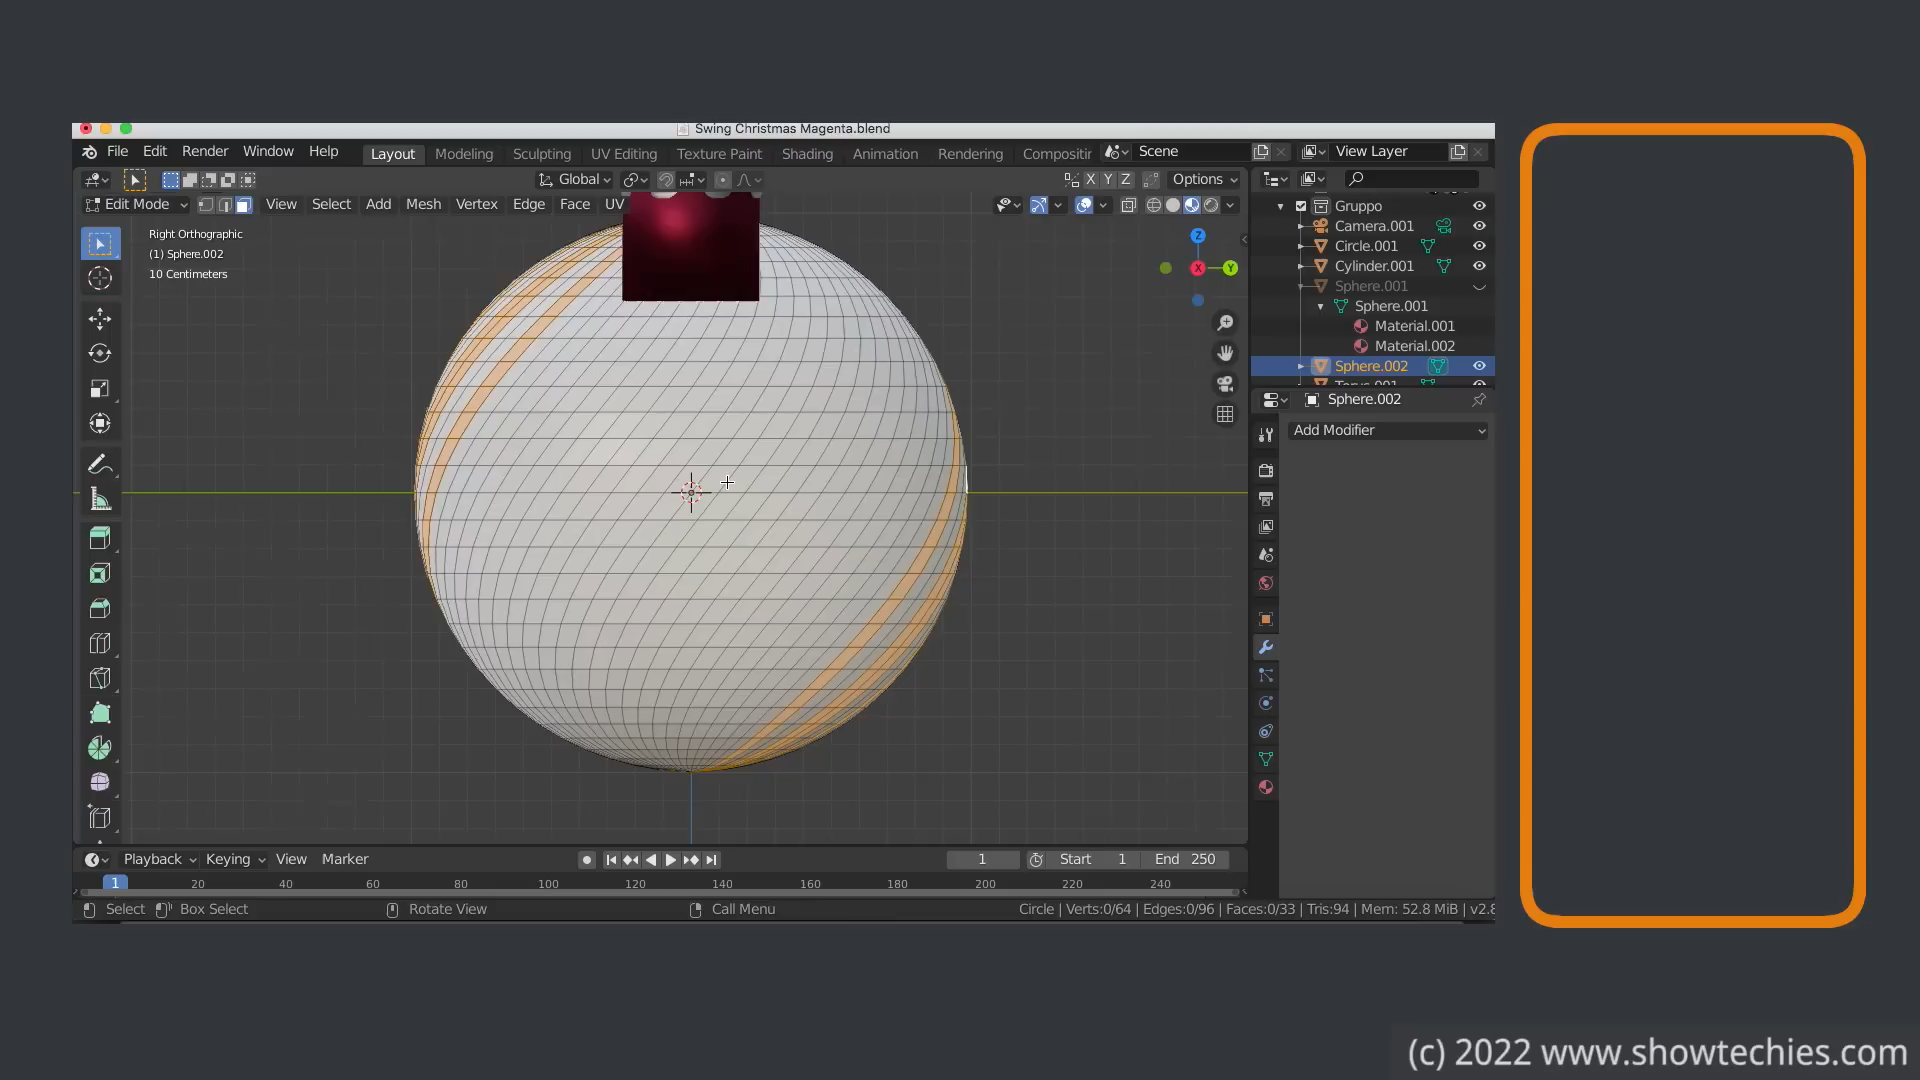 Swing Christmas Magenta.blend
File Edit Render Window Help Layout Modeling Sculpting UV Editing Texture Paint Shading Animation Rendering Compositir Scene View Layer
Global X Y Z Options
Edit Mode View Select Add Mesh Vertex Edge Face UV
Right Orthographic
(1) Sphere.002
10 Centimeters
Z
X
Y
Gruppo
Camera.001
Circle.001
Cylinder.001
Sphere.001
Sphere.001
Material.001
Material.002
Sphere.002
Torus.001
Sphere.002
Add Modifier
Playback Keying View Marker 1 Start 1 End 250
1 20 40 60 80 100 120 140 160 180 200 220 240
Select Box Select Rotate View Call Menu Circle | Verts:0/64 | Edges:0/96 | Faces:0/33 | Tris:94 | Mem: 52.8 MiB | v2.8
(c) 2022 www.showtechies.com